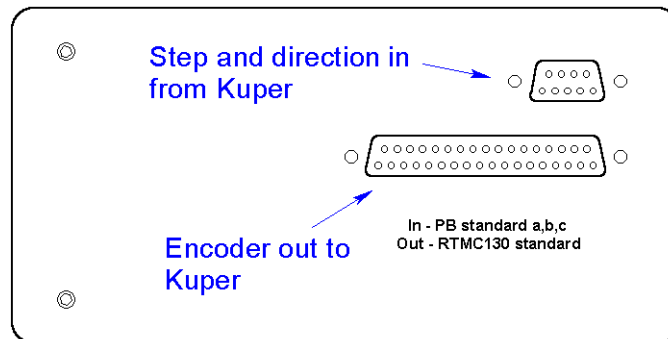 Step and direction in
from Kuper
In - PB standard a,b,c
Out - RTMC130 standard
Encoder out to
Kuper